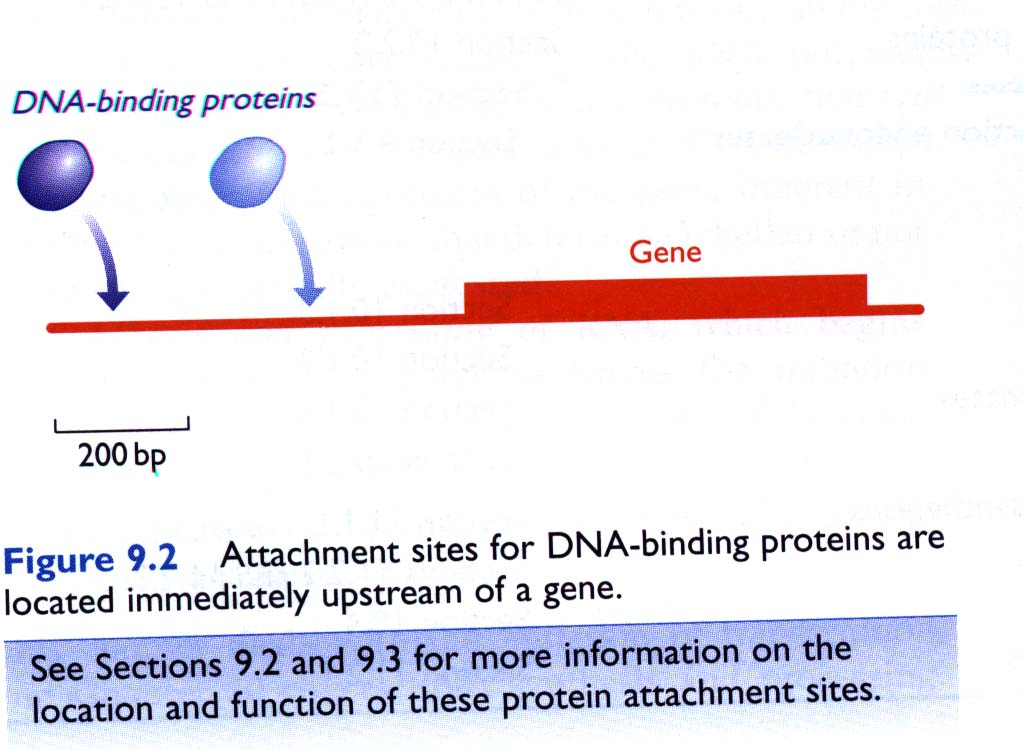 DNA-binding proteins
Gene
200 bp
Figure 9.2 Attachment sites for DNA-binding proteins are
located immediately upstream of a gene.
See Sections 9.2 and 9.3 for more information on the
location and function of these protein attachment sites.